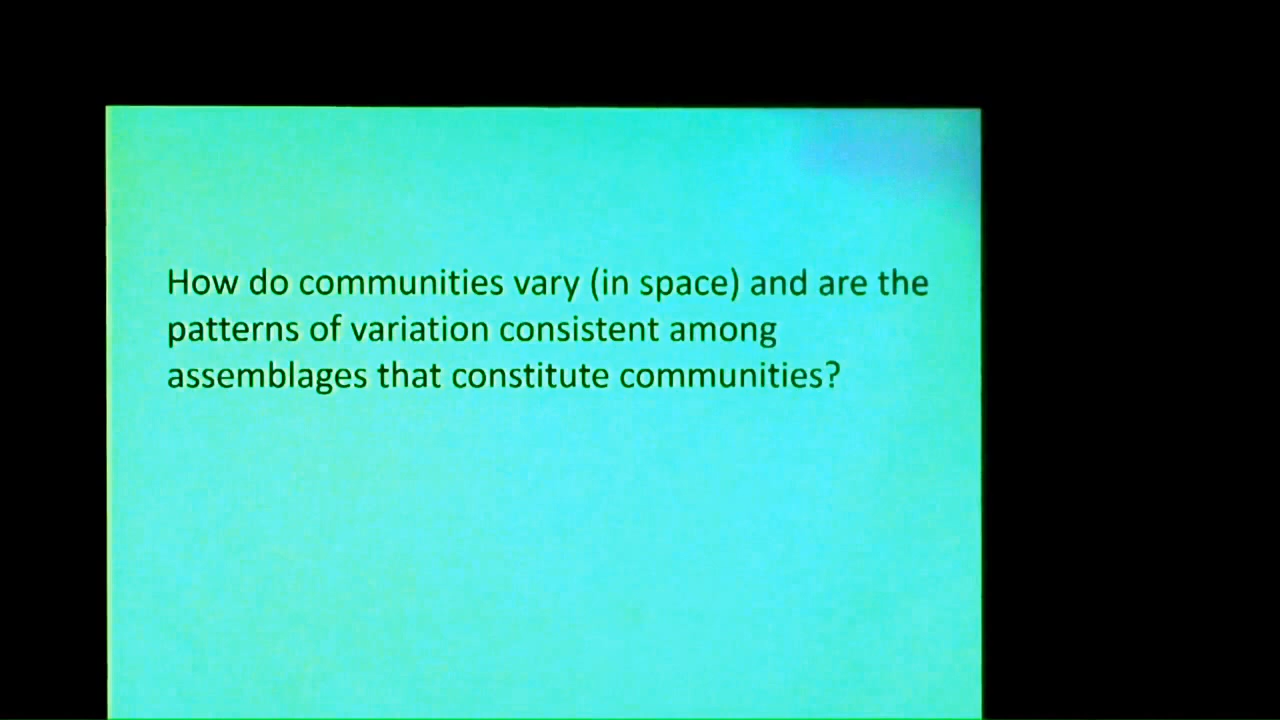 How do communities vary (in space) and are the
patterns of variation consistent among
assemblages that constitute communities?